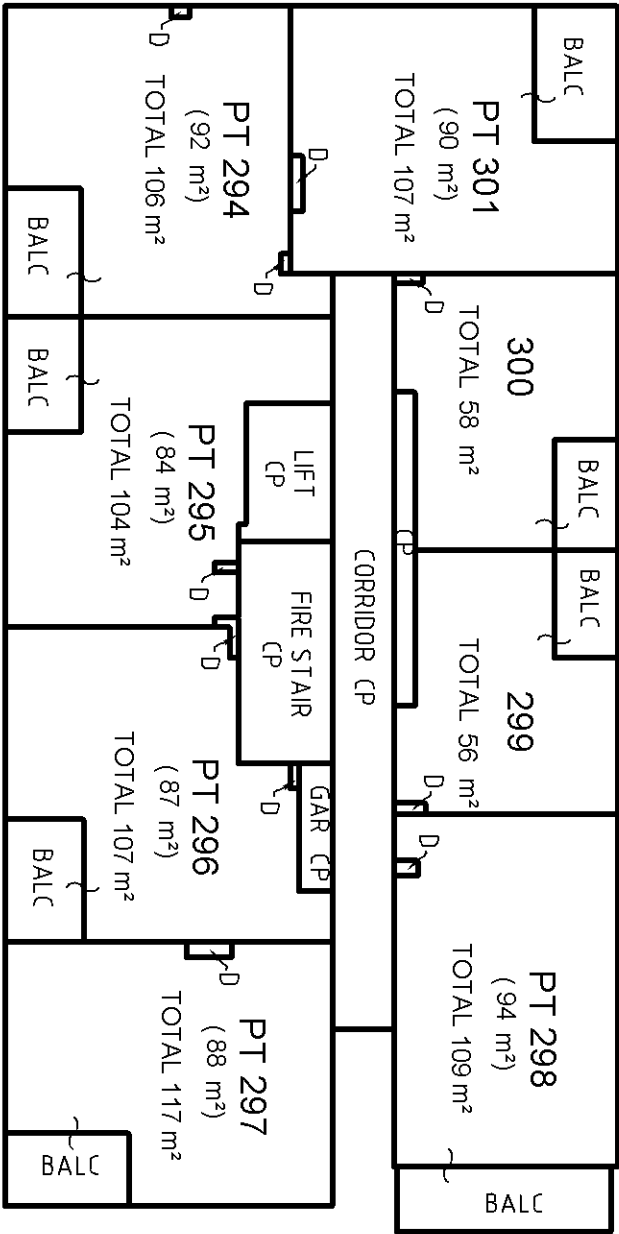 BALC
PT 301
(90 m²)
TOTAL 107 m²
D
PT 294
(92 m²)
TOTAL 106 m²
D
D
BALC
300
TOTAL 58 m²
D
BALC
BALC
299
TOTAL 56 m²
D
CP
CORRIDOR CP
LIFT
CP
FIRE STAIR
CP
GAR CP
D
BALC
PT 295
(84 m²)
TOTAL 104 m²
D
D
PT 296
(87 m²)
TOTAL 107 m²
BALC
PT 298
(94 m²)
TOTAL 109 m²
D
BALC
PT 297
(88 m²)
TOTAL 117 m²
D
BALC